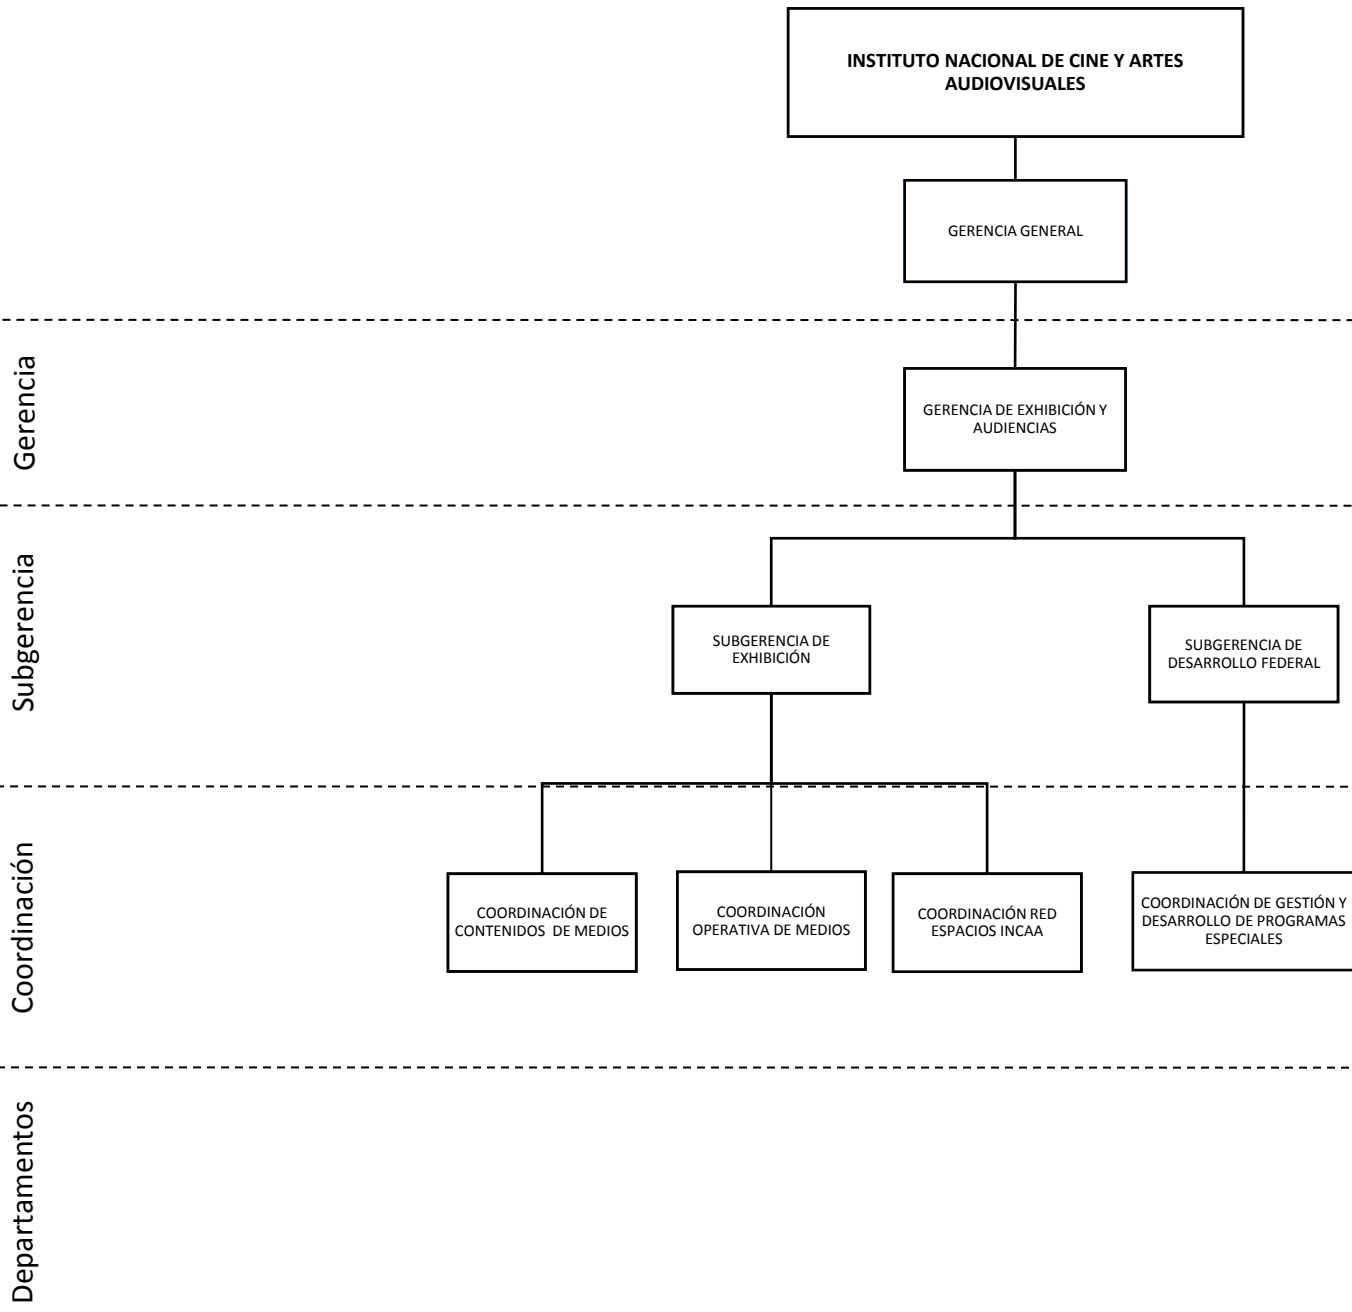 INSTITUTO NACIONAL DE CINE Y ARTES
AUDIOVISUALES
GERENCIA GENERAL
Gerencia
GERENCIA DE EXHIBICIÓN Y
AUDIENCIAS
Subgerencia
SUBGERENCIA DE
EXHIBICIÓN
SUBGERENCIA DE
DESARROLLO FEDERAL
Coordinación
COORDINACIÓN DE
CONTENIDOS DE MEDIOS
COORDINACIÓN
OPERATIVA DE MEDIOS
COORDINACIÓN RED
ESPACIOS INCAA
COORDINACIÓN DE GESTIÓN Y
DESARROLLO DE PROGRAMAS
ESPECIALES
Departamentos